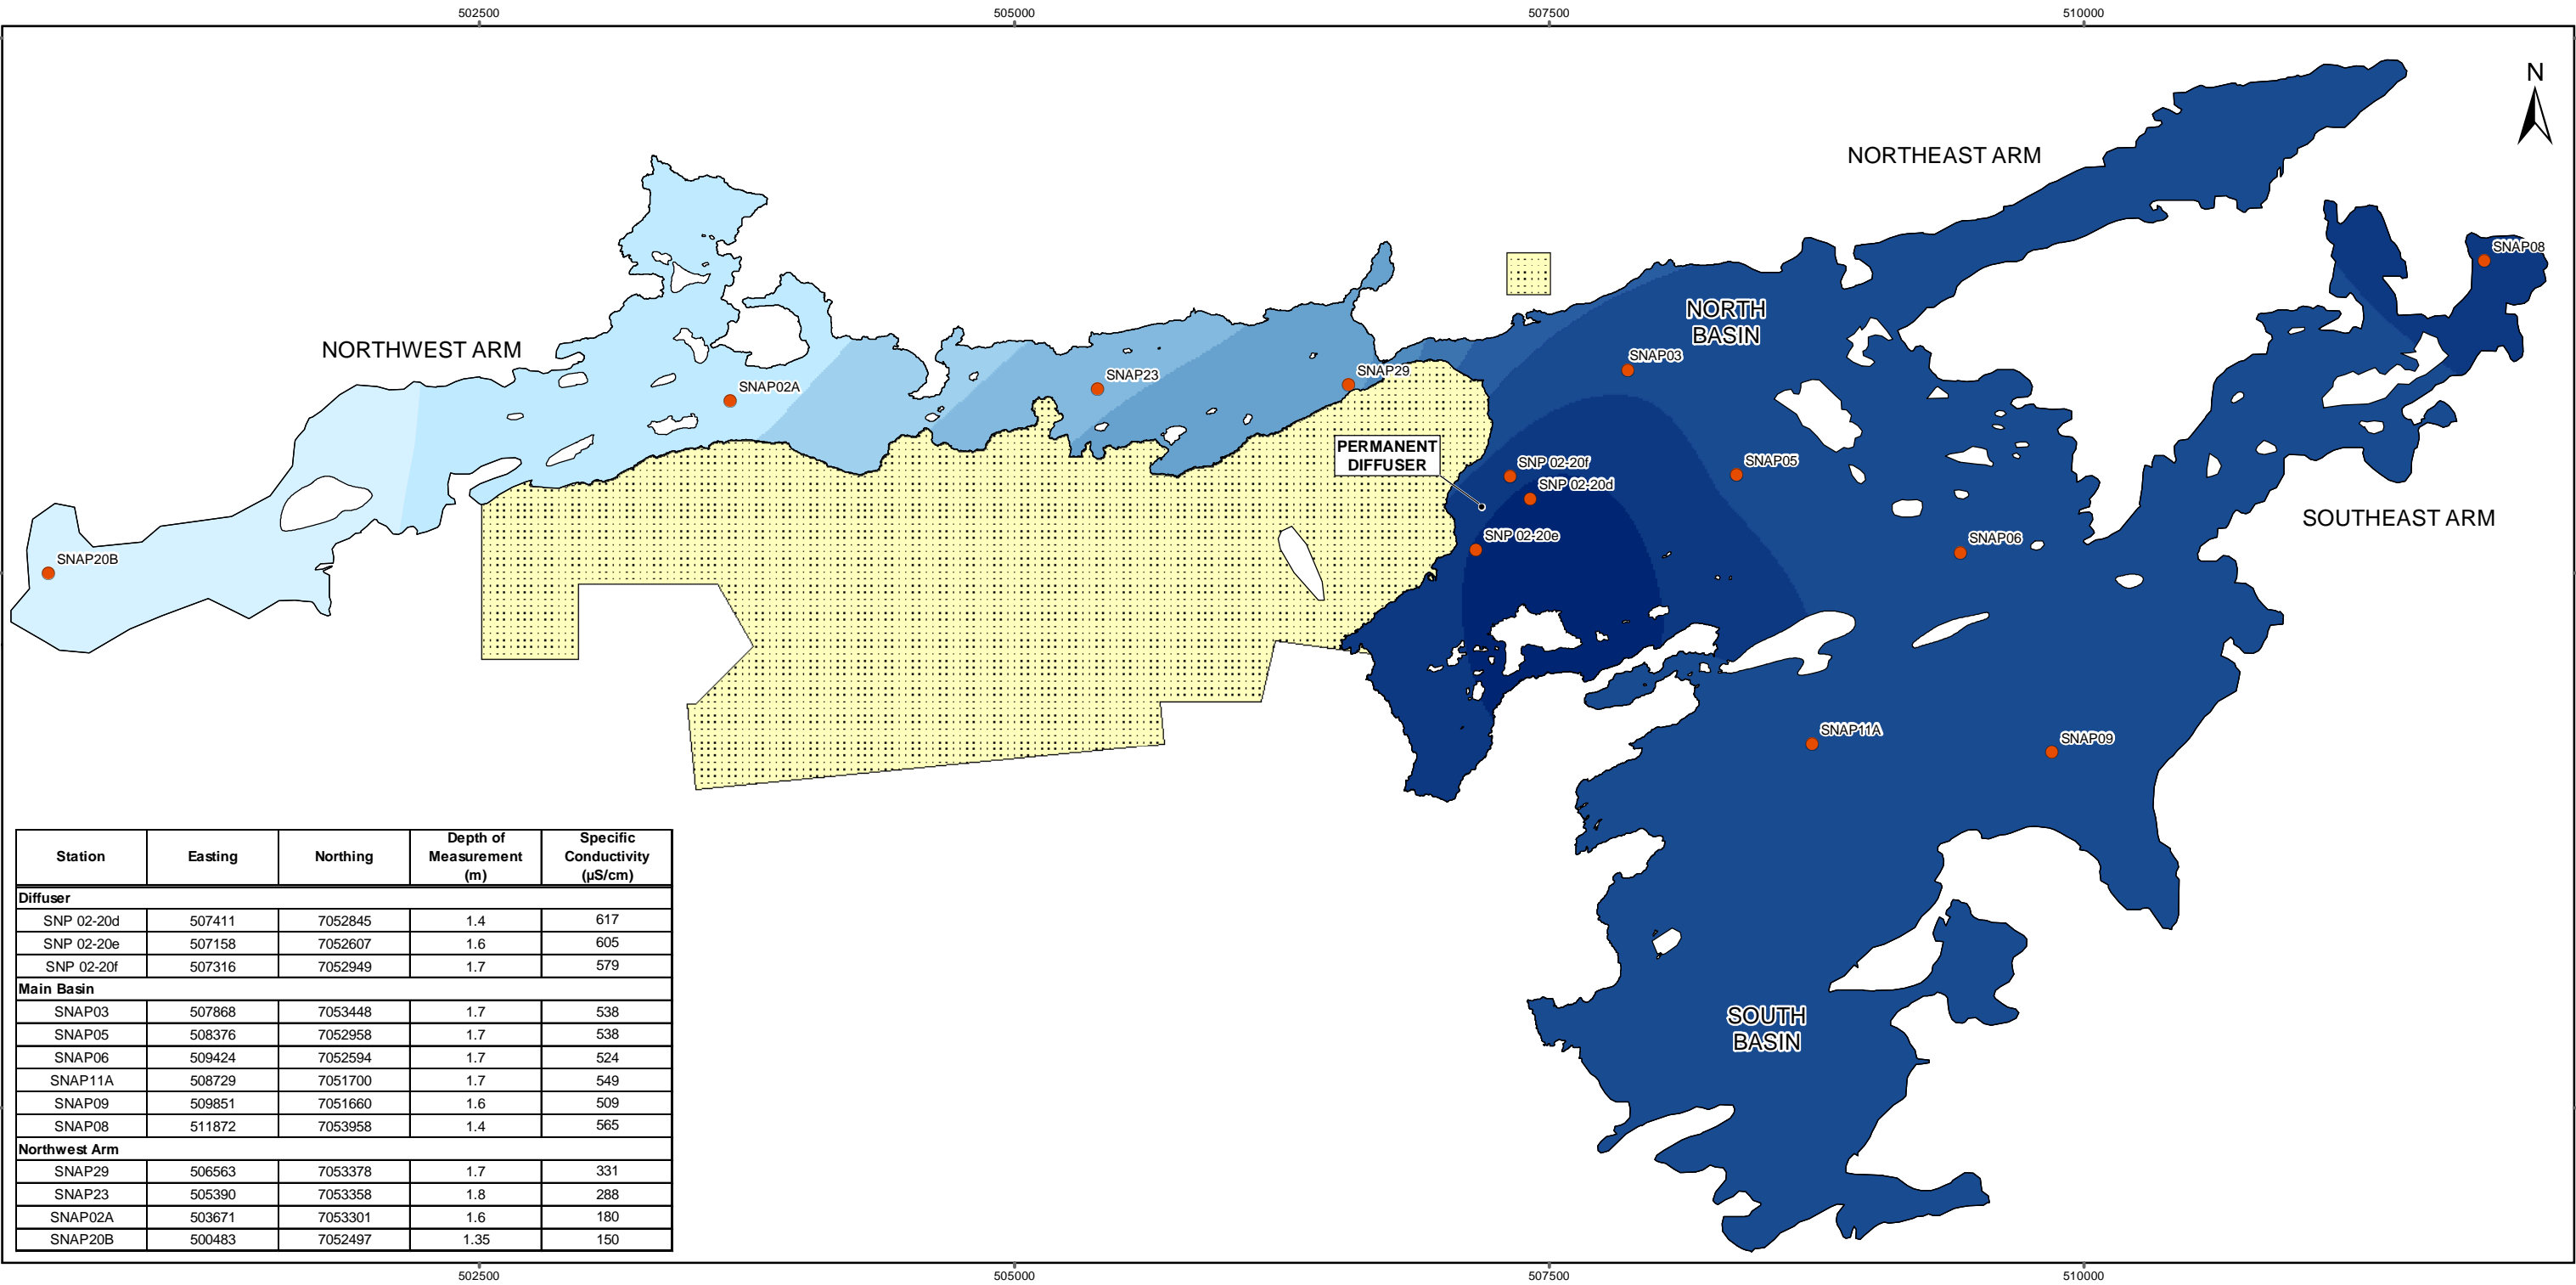 502500 505000 507500 510000
N
NORTHEAST ARM
SNAP08
NORTH
BASIN
NORTHWEST ARM
SNAP03
SNAP29
SNAP23
SNAP02A
PERMANENT
DIFFUSER
SNP 02-20f
SNAP05
SNP 02-20d
SOUTHEAST ARM
SNP 02-20e
SNAP06
SNAP20B
SNAP11A
SNAP09
SOUTH
BASIN
Station Easting Northing Depth of Measurement (m) Specific Conductivity (µS/cm)
Diffuser
SNP 02-20d 507411 7052845 1.4 617
SNP 02-20e 507158 7052607 1.6 605
SNP 02-20f 507316 7052949 1.7 579
Main Basin
SNAP03 507868 7053448 1.7 538
SNAP05 508376 7052958 1.7 538
SNAP06 509424 7052594 1.7 524
SNAP11A 508729 7051700 1.7 549
SNAP09 509851 7051660 1.6 509
SNAP08 511872 7053958 1.4 565
Northwest Arm
SNAP29 506563 7053378 1.7 331
SNAP23 505390 7053358 1.8 288
SNAP02A 503671 7053301 1.6 180
SNAP20B 500483 7052497 1.35 150
502500 505000 507500 510000